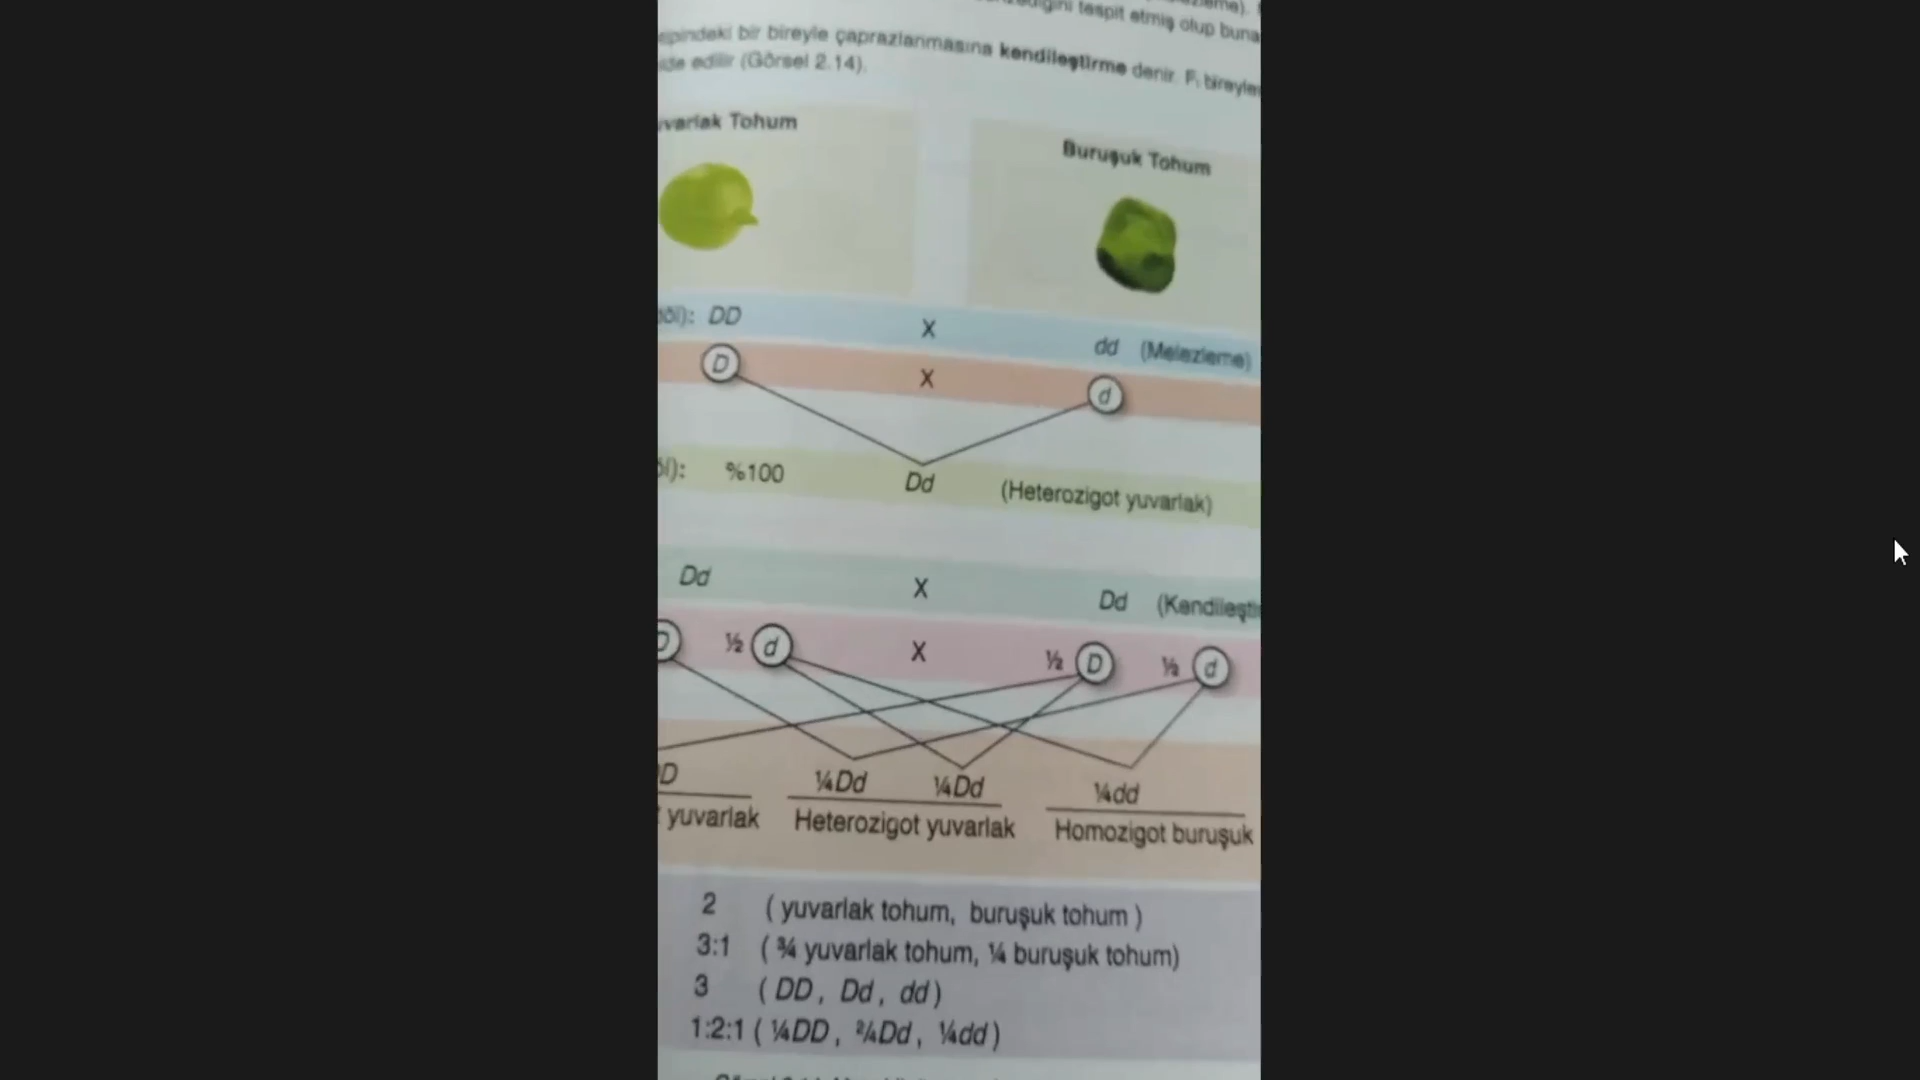 tespit etmiş olup buna
bir bireyle çaprazlanmasına kendileştirme denir. F₁
edilir (Görsel 2.14).
Tohum
Buruşuk Tohum
DD X dd (Melezleme)
D X d
%100 Dd (Heterozigot yuvarlak)
Dd X Dd
½ d X ½ D ½ d
¼Dd ¼Dd ¼dd
yuvarlak Heterozigot yuvarlak Homozigot buruşuk
2 ( yuvarlak tohum, buruşuk tohum )
3:1 ( ¾ yuvarlak tohum, ¼ buruşuk tohum)
3 ( DD , Dd , dd )
1:2:1 ( ¼DD , ²⁄₄Dd , ¼dd )